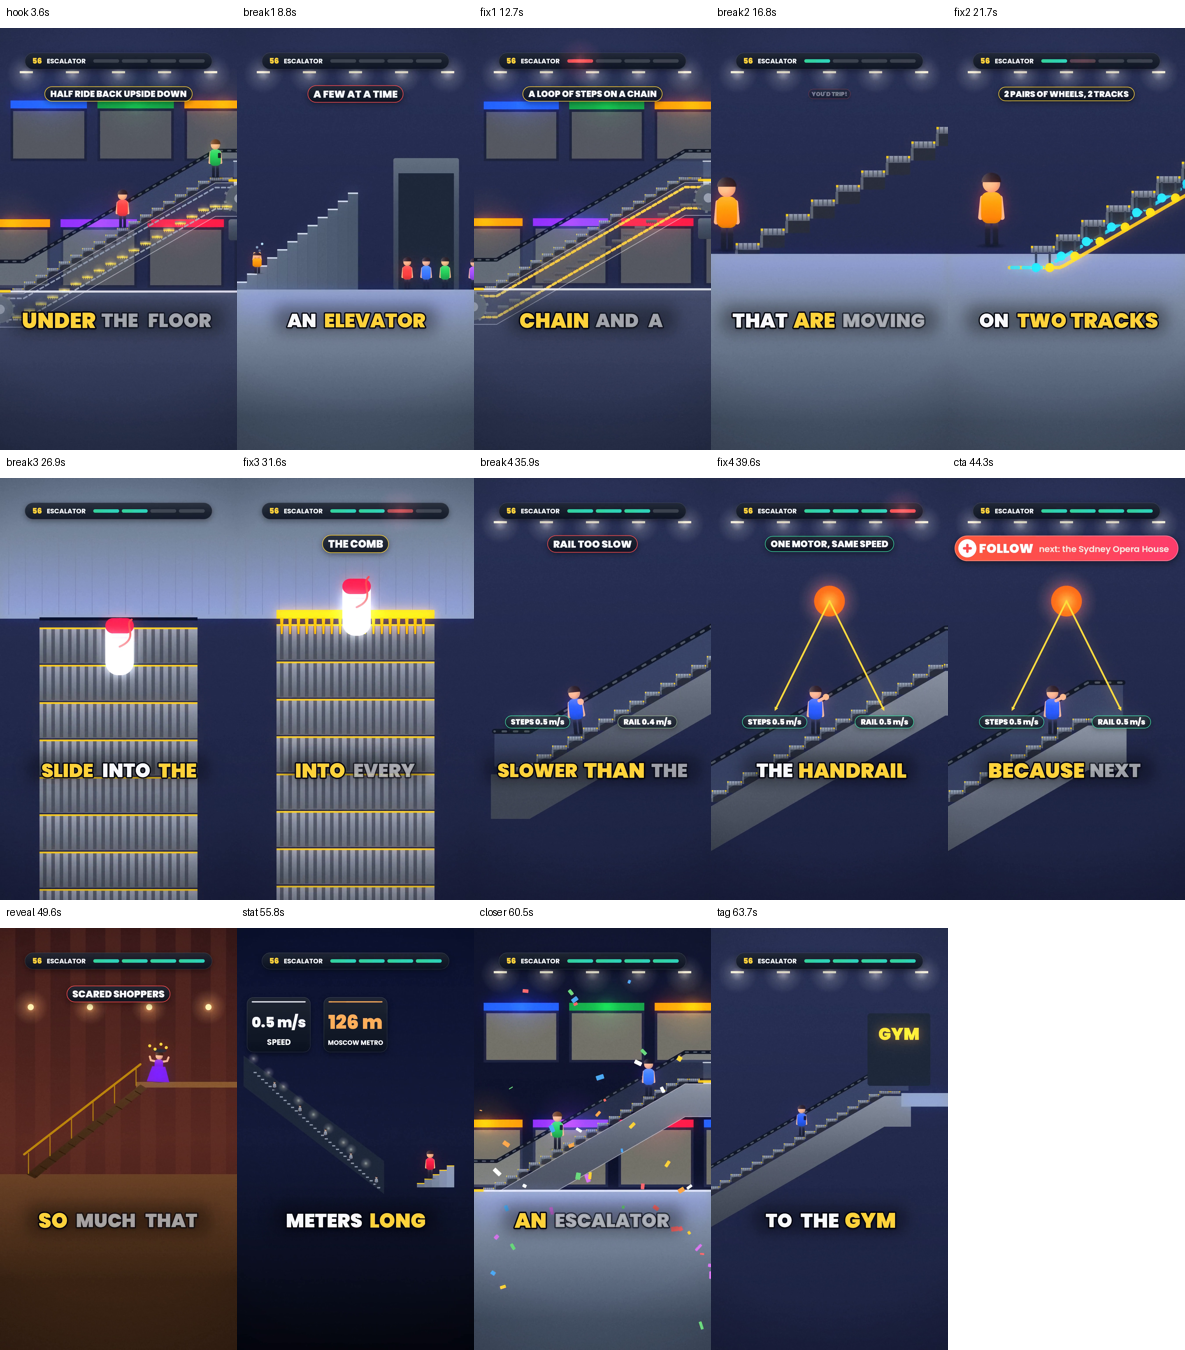 hook 3.6s
56 ESCALATOR
HALF RIDE BACK UPSIDE DOWN
UNDER THE FLOOR
break1 8.8s
56 ESCALATOR
A FEW AT A TIME
AN ELEVATOR
fix1 12.7s
56 ESCALATOR
A LOOP OF STEPS ON A CHAIN
CHAIN AND A
break2 16.8s
56 ESCALATOR
YOU'D TRIP!
THAT ARE MOVING
fix2 21.7s
56 ESCALATOR
2 PAIRS OF WHEELS, 2 TRACKS
ON TWO TRACKS
break3 26.9s
56 ESCALATOR
SLIDE INTO THE
fix3 31.6s
56 ESCALATOR
THE COMB
INTO EVERY
break4 35.9s
56 ESCALATOR
RAIL TOO SLOW
STEPS 0.5 m/s
RAIL 0.4 m/s
SLOWER THAN THE
fix4 39.6s
56 ESCALATOR
ONE MOTOR, SAME SPEED
STEPS 0.5 m/s
RAIL 0.5 m/s
THE HANDRAIL
cta 44.3s
56 ESCALATOR
FOLLOW next: the Sydney Opera House
STEPS 0.5 m/s
RAIL 0.5 m/s
BECAUSE NEXT
reveal 49.6s
56 ESCALATOR
SCARED SHOPPERS
SO MUCH THAT
stat 55.8s
56 ESCALATOR
0.5 m/s
SPEED
126 m
MOSCOW METRO
METERS LONG
closer 60.5s
56 ESCALATOR
AN ESCALATOR
tag 63.7s
56 ESCALATOR
GYM
TO THE GYM